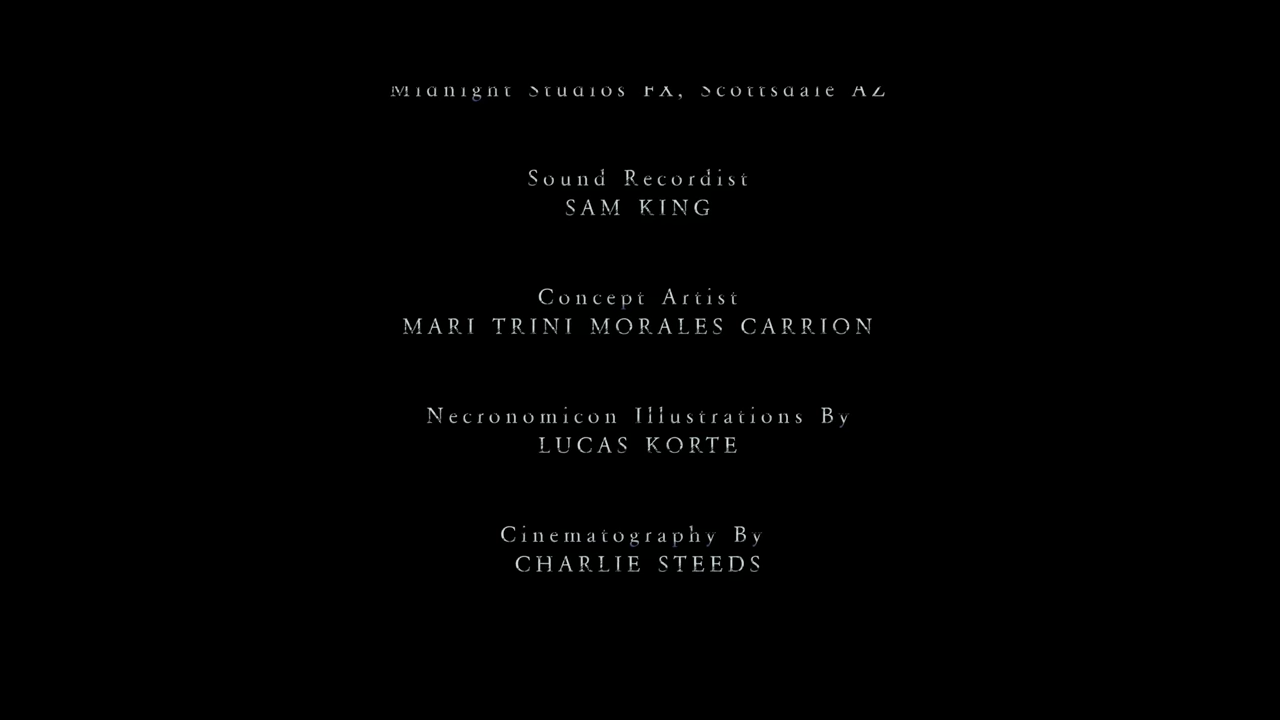 Midnight Studios FX, Scottsdale AZ
Sound Recordist
SAM KING
Concept Artist
MARI TRINI MORALES CARRION
Necronomicon Illustrations By
LUCAS KORTE
Cinematography By
CHARLIE STEEDS